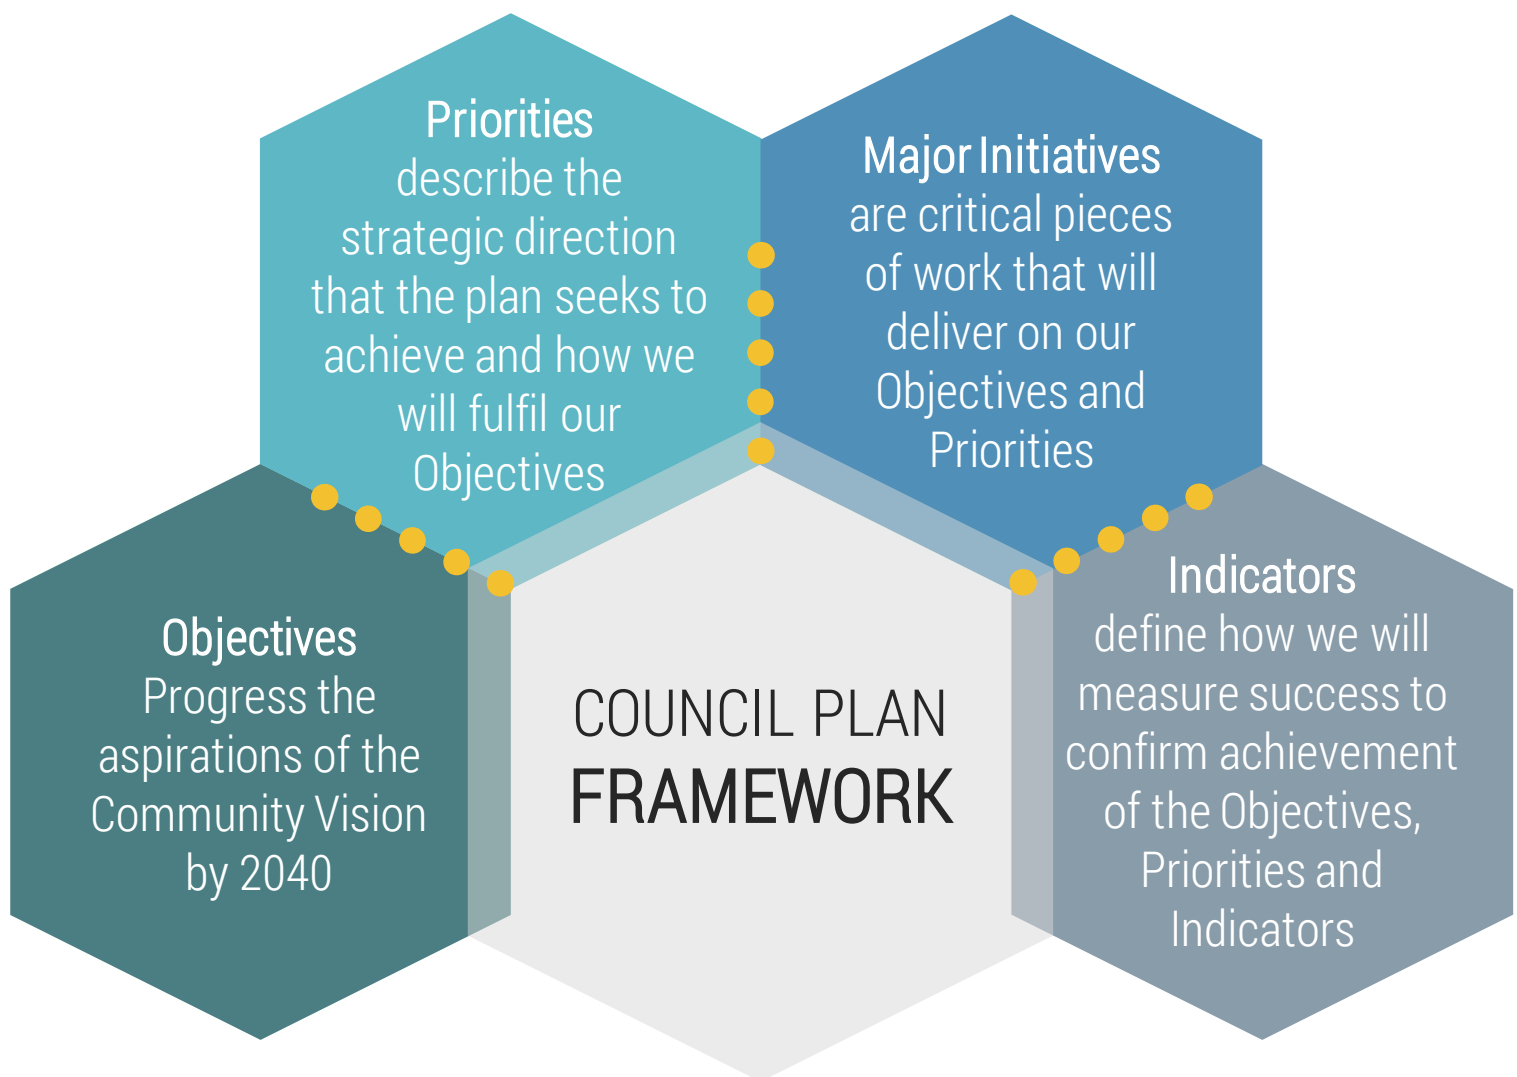 Priorities
describe the
strategic direction
that the plan seeks to
achieve and how we
will fulfil our
Objectives
Major Initiatives
are critical pieces
of work that will
deliver on our
Objectives and
Priorities
Objectives
Progress the
aspirations of the
Community Vision
by 2040
COUNCIL PLAN
FRAMEWORK
Indicators
define how we will
measure success to
confirm achievement
of the Objectives,
Priorities and
Indicators